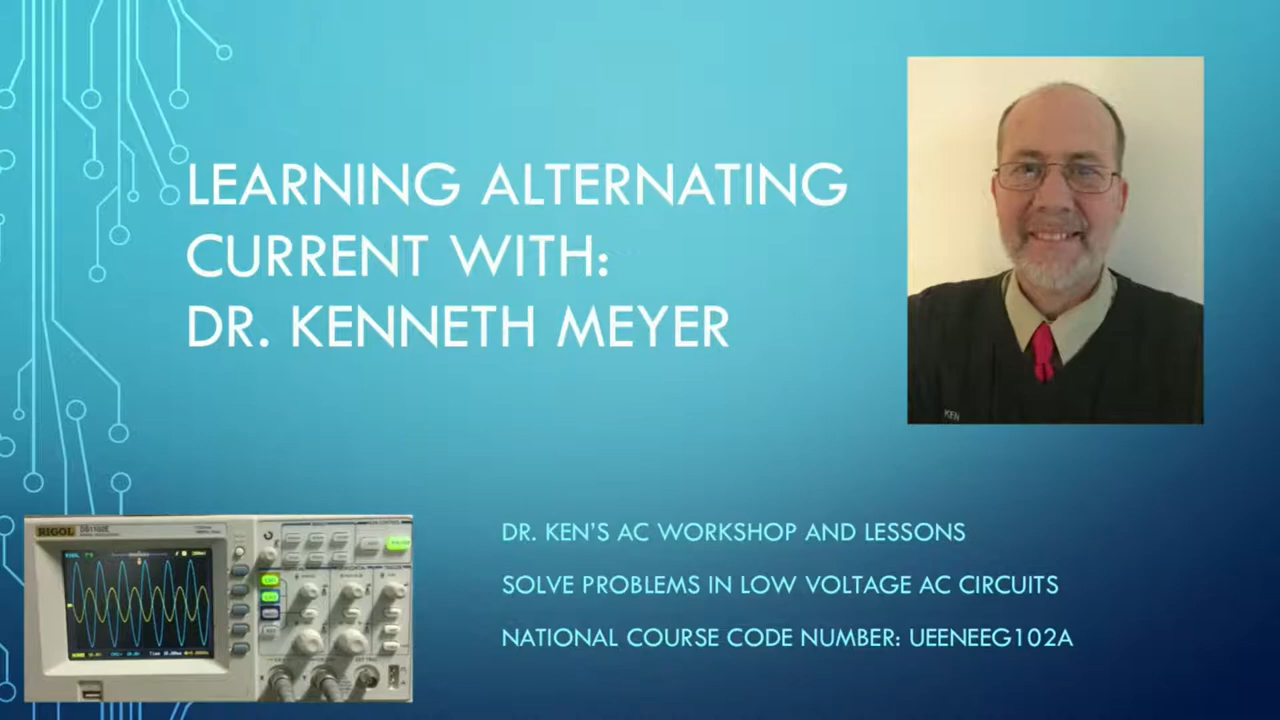 LEARNING ALTERNATING
CURRENT WITH:
DR. KENNETH MEYER
KEN
RIGOL
DR. KEN'S AC WORKSHOP AND LESSONS
SOLVE PROBLEMS IN LOW VOLTAGE AC CIRCUITS
NATIONAL COURSE CODE NUMBER: UEENEEG102A